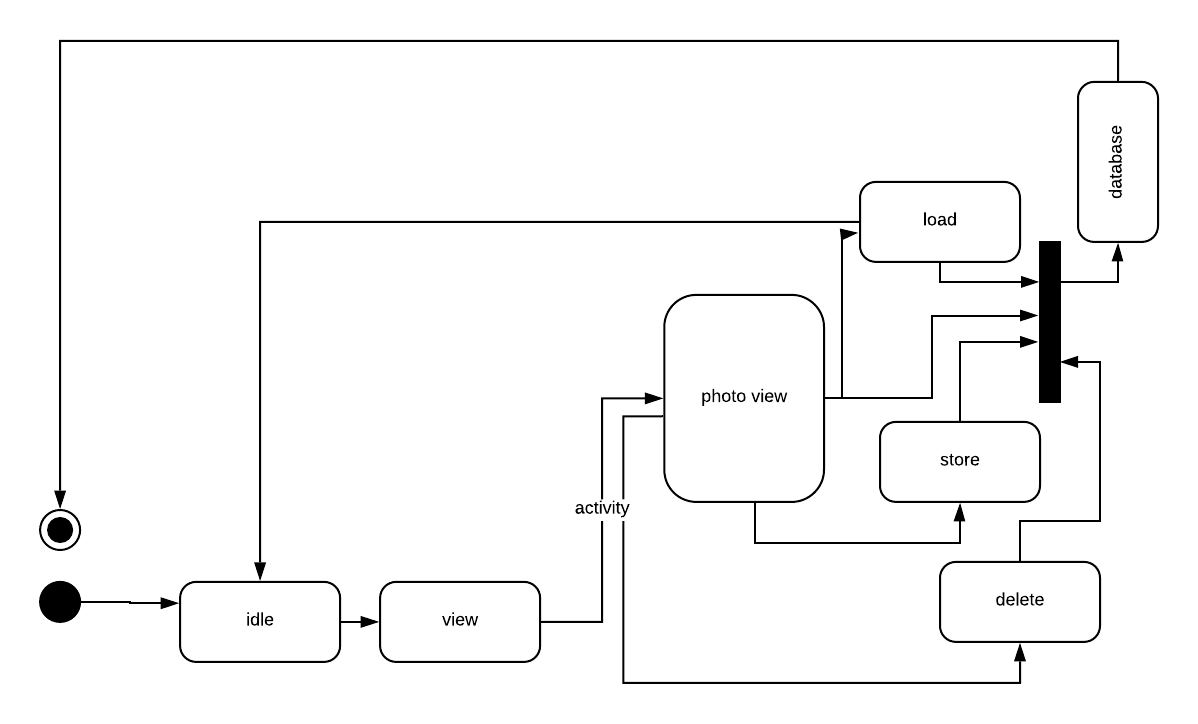 database
load
photo view
store
activity
delete
idle
view